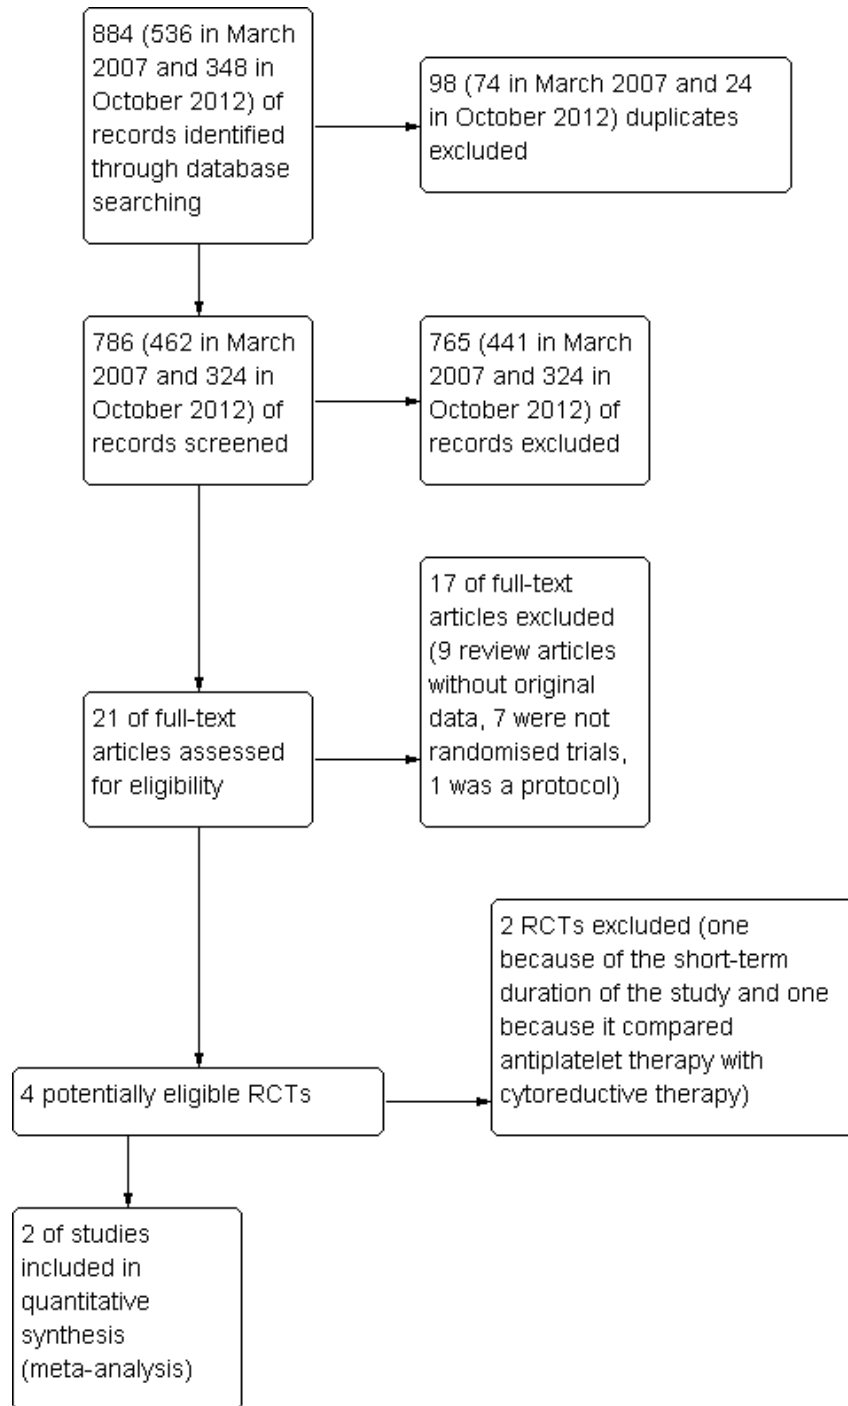 884 (536 in March
2007 and 348 in
October 2012) of
records identified
through database
searching
98 (74 in March 2007 and 24
in October 2012) duplicates
excluded
786 (462 in March
2007 and 324 in
October 2012) of
records screened
765 (441 in March
2007 and 324 in
October 2012) of
records excluded
21 of full-text
articles assessed
for eligibility
17 of full-text
articles excluded
(9 review articles
without original
data, 7 were not
randomised trials,
1 was a protocol)
4 potentially eligible RCTs
2 RCTs excluded (one
because of the short-term
duration of the study and one
because it compared
antiplatelet therapy with
cytoreductive therapy)
2 of studies
included in
quantitative
synthesis
(meta-analysis)